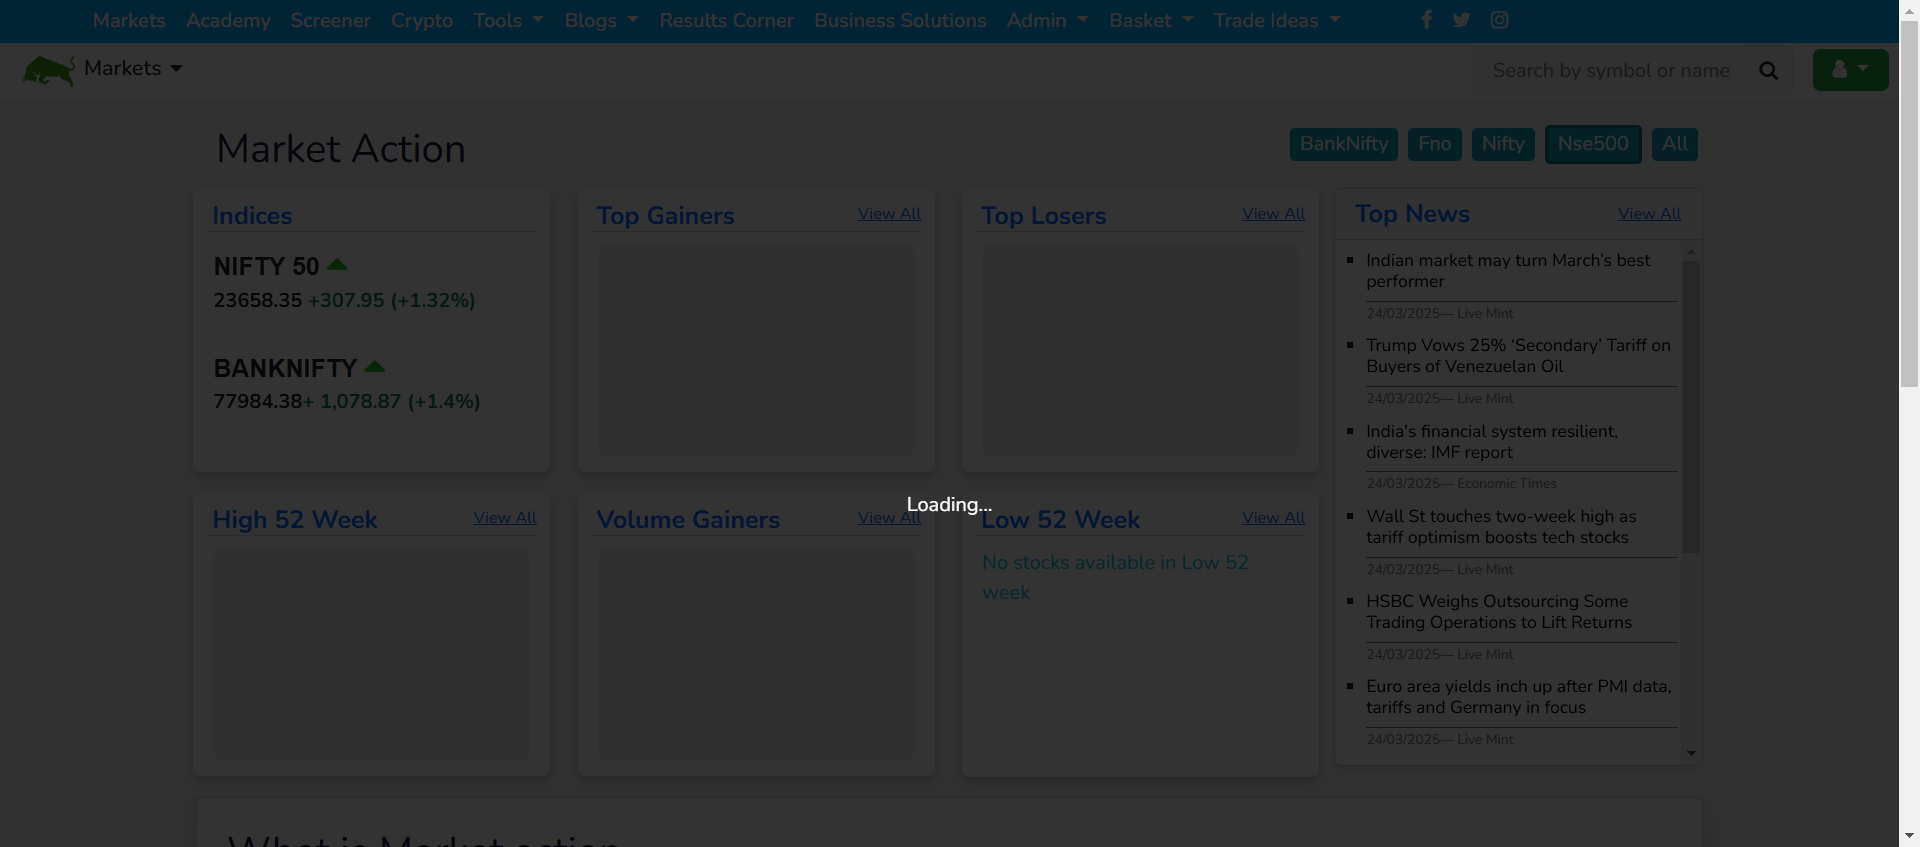 Markets Academy Screener Crypto Tools Blogs Results Corner Business Solutions Admin Basket Trade Ideas
Markets
Search by symbol or name
Market Action
BankNifty Fno Nifty Nse500 All
Indices
NIFTY 50
23658.35 +307.95 (+1.32%)
BANKNIFTY
77984.38+ 1,078.87 (+1.4%)
Top Gainers View All
Top Losers View All
Top News View All
Indian market may turn March’s best
performer
24/03/2025— Live Mint
Trump Vows 25% ‘Secondary’ Tariff on
Buyers of Venezuelan Oil
24/03/2025— Live Mint
India's financial system resilient,
diverse: IMF report
24/03/2025— Economic Times
Wall St touches two-week high as
tariff optimism boosts tech stocks
24/03/2025— Live Mint
HSBC Weighs Outsourcing Some
Trading Operations to Lift Returns
24/03/2025— Live Mint
Euro area yields inch up after PMI data,
tariffs and Germany in focus
24/03/2025— Live Mint
Loading...
High 52 Week View All
Volume Gainers View All
Low 52 Week View All
No stocks available in Low 52
week
What is Market action